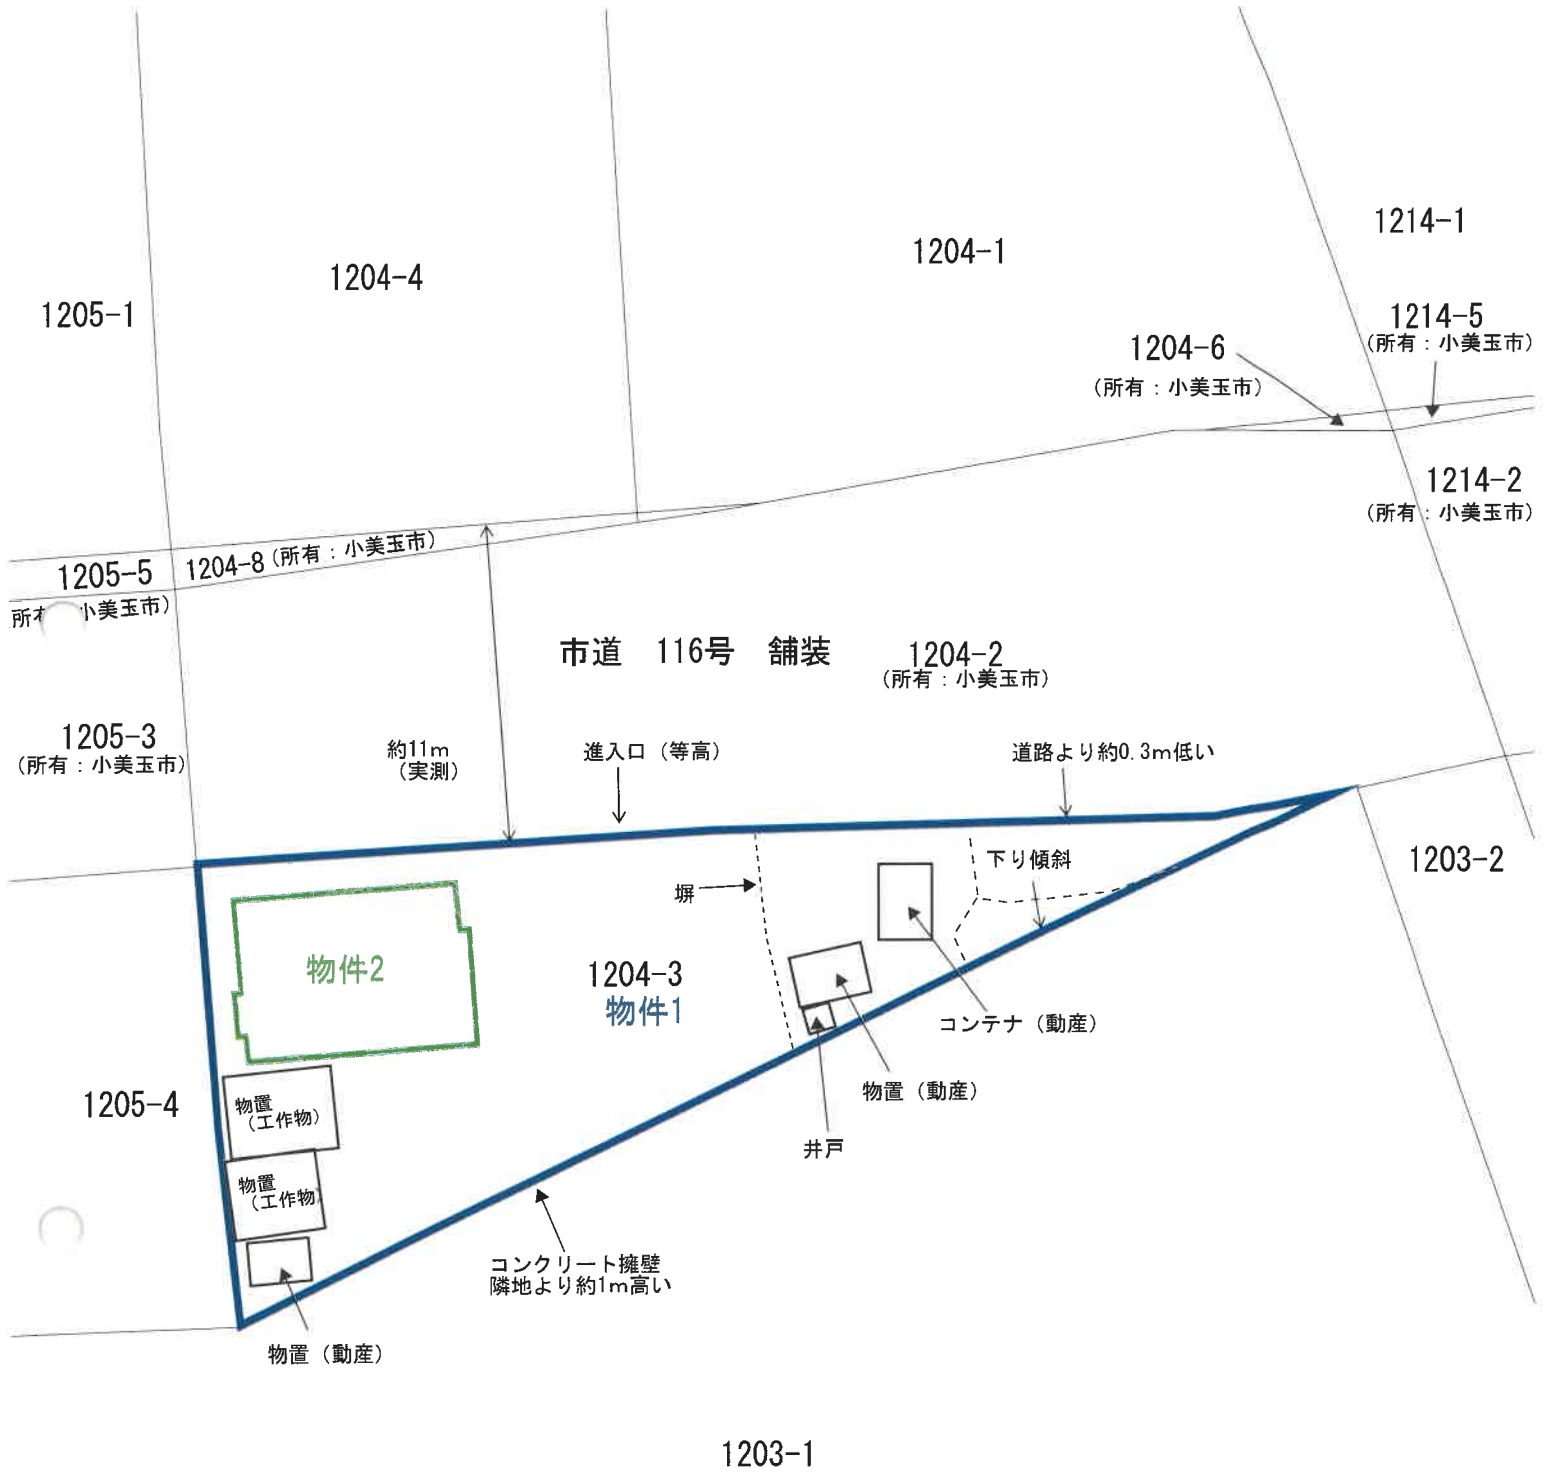 1214-1
1204-1
1204-4
1205-1
1214-5
(所有：小美玉市)
1204-6
(所有：小美玉市)
1214-2
(所有：小美玉市)
1204-8 (所有：小美玉市)
1205-5
小美玉市)
市道　116号　舗装
1204-2
(所有：小美玉市)
1205-3
(所有：小美玉市)
約11m
(実測)
進入口（等高）
道路より約0.3m低い
下り傾斜
1203-2
塀
物件2
1204-3
物件1
コンテナ（動産）
物置（動産）
井戸
1205-4
物置
（工作物）
物置
（工作物）
コンクリート擁壁
隣地より約1m高い
物置（動産）
1203-1